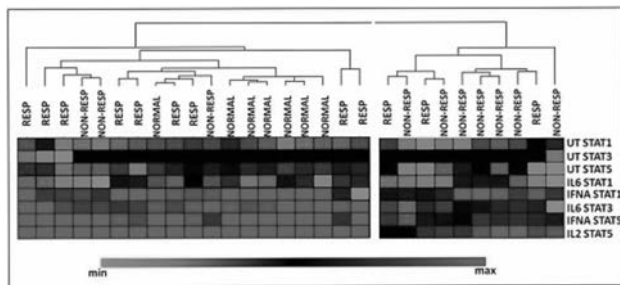 RESP
RESP
RESP
NON-RESP
NON-RESP
RESP
RESP
NORMAL
RESP
RESP
NON-RESP
NORMAL
NORMAL
NORMAL
NORMAL
NORMAL
NORMAL
RESP
RESP
RESP
NON-RESP
RESP
NON-RESP
NON-RESP
NON-RESP
NON-RESP
NON-RESP
RESP
NON-RESP
UT STAT1
UT STAT3
UT STAT5
IL6 STAT1
IFNA STAT1
IL6 STAT3
IFNA STAT5
IL2 STAT5
min
max